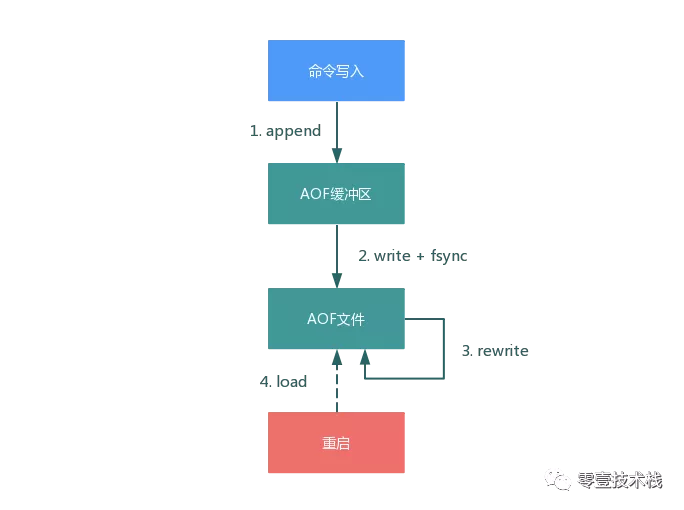 命令写入
1. append
AOF缓冲区
2. write + fsync
AOF文件
3. rewrite
4. load
重启
零壹技术栈